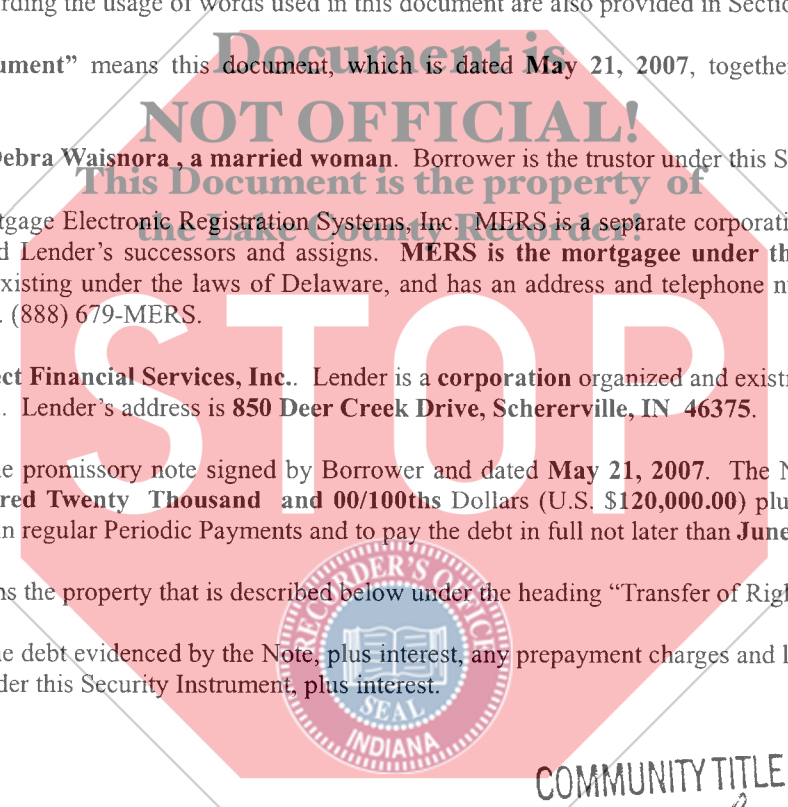 rding the usage of words used in this document are also provided in Sectio
Document is
ument” means this document, which is dated May 21, 2007, together
NOT OFFICIAL!
Debra Waisnora , a married woman. Borrower is the trustor under this S
This Document is the property of
tgage Electronic Registration Systems, Inc. MERS is a separate corporati
the Lake County Recorder!
d Lender’s successors and assigns. MERS is the mortgagee under th
xisting under the laws of Delaware, and has an address and telephone n
. (888) 679-MERS.
STOP
ct Financial Services, Inc.. Lender is a corporation organized and existi
. Lender’s address is 850 Deer Creek Drive, Schererville, IN 46375.
e promissory note signed by Borrower and dated May 21, 2007. The N
red Twenty Thousand and 00/100ths Dollars (U.S. $120,000.00) plu
n regular Periodic Payments and to pay the debt in full not later than June
ns the property that is described below under the heading “Transfer of Righ
e debt evidenced by the Note, plus interest, any prepayment charges and l
der this Security Instrument, plus interest.
RECORDER'S OFFICE
SEAL
INDIANA
COMMUNITY TITLE